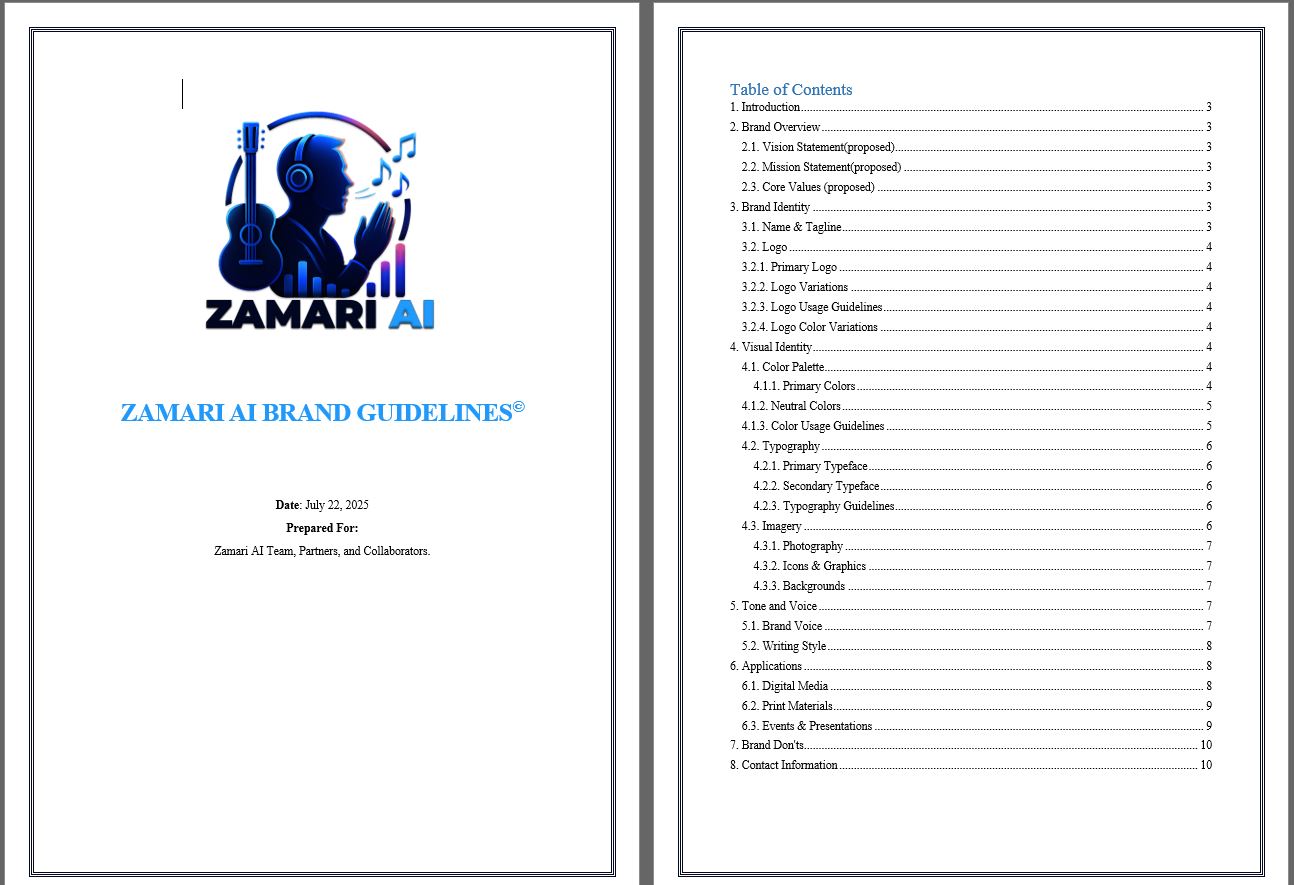 ZAMARI AI
ZAMARI AI BRAND GUIDELINES©
Date: July 22, 2025
Prepared For:
Zamari AI Team, Partners, and Collaborators.
Table of Contents
1. Introduction 3
2. Brand Overview 3
2.1. Vision Statement(proposed) 3
2.2. Mission Statement(proposed) 3
2.3. Core Values (proposed) 3
3. Brand Identity 3
3.1. Name & Tagline 3
3.2. Logo 4
3.2.1. Primary Logo 4
3.2.2. Logo Variations 4
3.2.3. Logo Usage Guidelines 4
3.2.4. Logo Color Variations 4
4. Visual Identity 4
4.1. Color Palette 4
4.1.1. Primary Colors 4
4.1.2. Neutral Colors 5
4.1.3. Color Usage Guidelines 5
4.2. Typography 6
4.2.1. Primary Typeface 6
4.2.2. Secondary Typeface 6
4.2.3. Typography Guidelines 6
4.3. Imagery 6
4.3.1. Photography 7
4.3.2. Icons & Graphics 7
4.3.3. Backgrounds 7
5. Tone and Voice 7
5.1. Brand Voice 7
5.2. Writing Style 8
6. Applications 8
6.1. Digital Media 8
6.2. Print Materials 9
6.3. Events & Presentations 9
7. Brand Don'ts 10
8. Contact Information 10